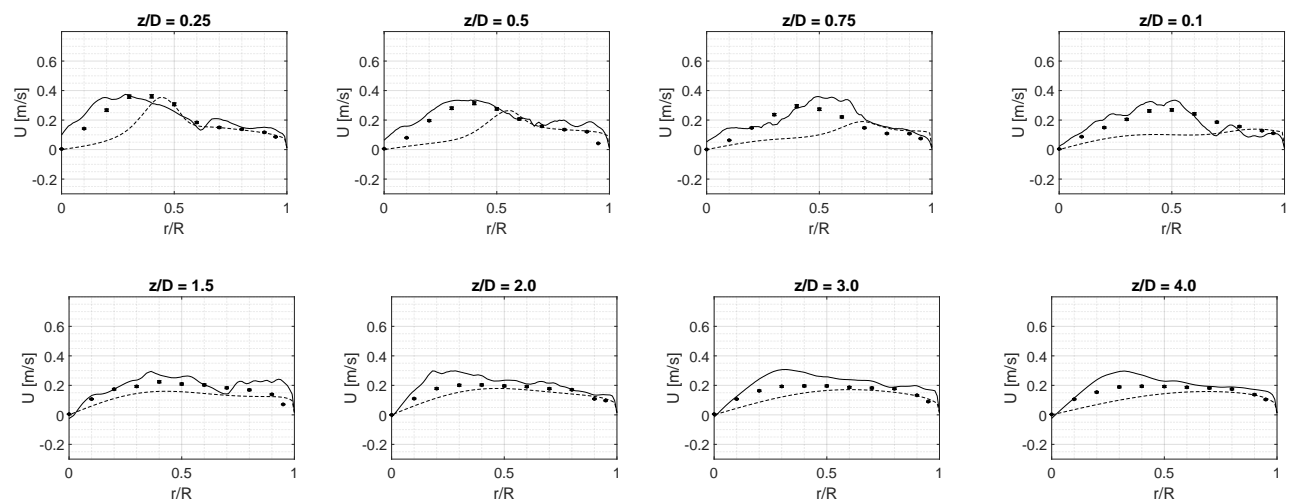 z/D = 0.25
U [m/s]
0.6
0.4
0.2
0
-0.2
0
0.5
1
r/R
z/D = 0.5
U [m/s]
0.6
0.4
0.2
0
-0.2
0
0.5
1
r/R
z/D = 0.75
U [m/s]
0.6
0.4
0.2
0
-0.2
0
0.5
1
r/R
z/D = 0.1
U [m/s]
0.6
0.4
0.2
0
-0.2
0
0.5
1
r/R
z/D = 1.5
U [m/s]
0.6
0.4
0.2
0
-0.2
0
0.5
1
r/R
z/D = 2.0
U [m/s]
0.6
0.4
0.2
0
-0.2
0
0.5
1
r/R
z/D = 3.0
U [m/s]
0.6
0.4
0.2
0
-0.2
0
0.5
1
r/R
z/D = 4.0
U [m/s]
0.6
0.4
0.2
0
-0.2
0
0.5
1
r/R